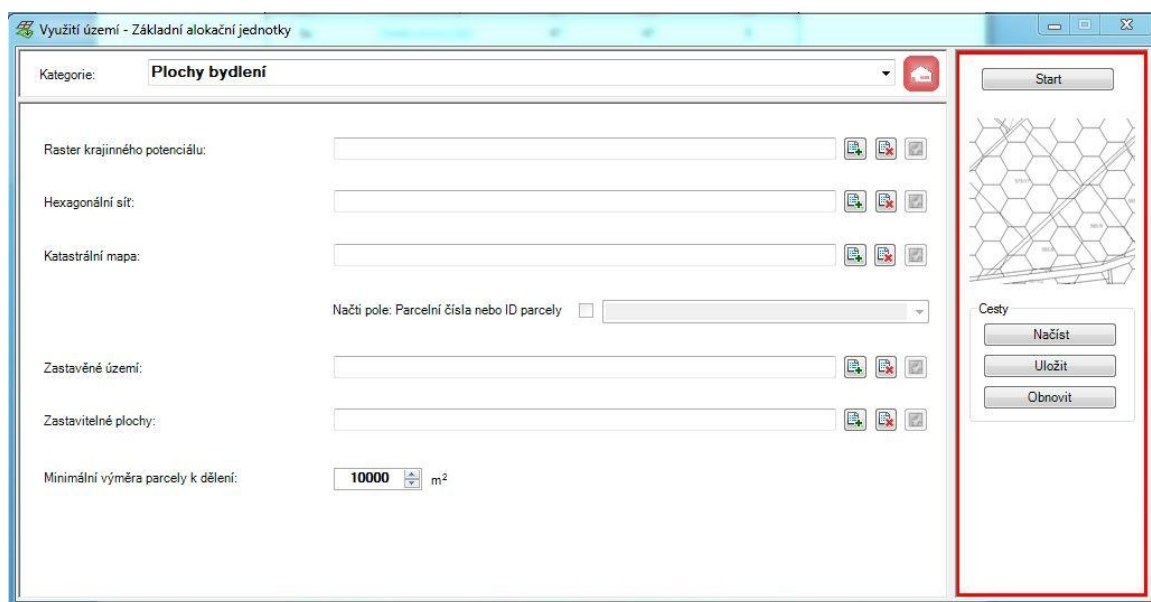 Využití území - Základní alokační jednotky
Kategorie: Plochy bydlení
Start
Raster krajinného potenciálu:
Hexagonální síť:
Katastrální mapa:
Načti pole: Parcelní čísla nebo ID parcely
Cesty
Načíst
Uložit
Obnovit
Zastavěné území:
Zastavitelné plochy:
Minimální výměra parcely k dělení: 10000 m²